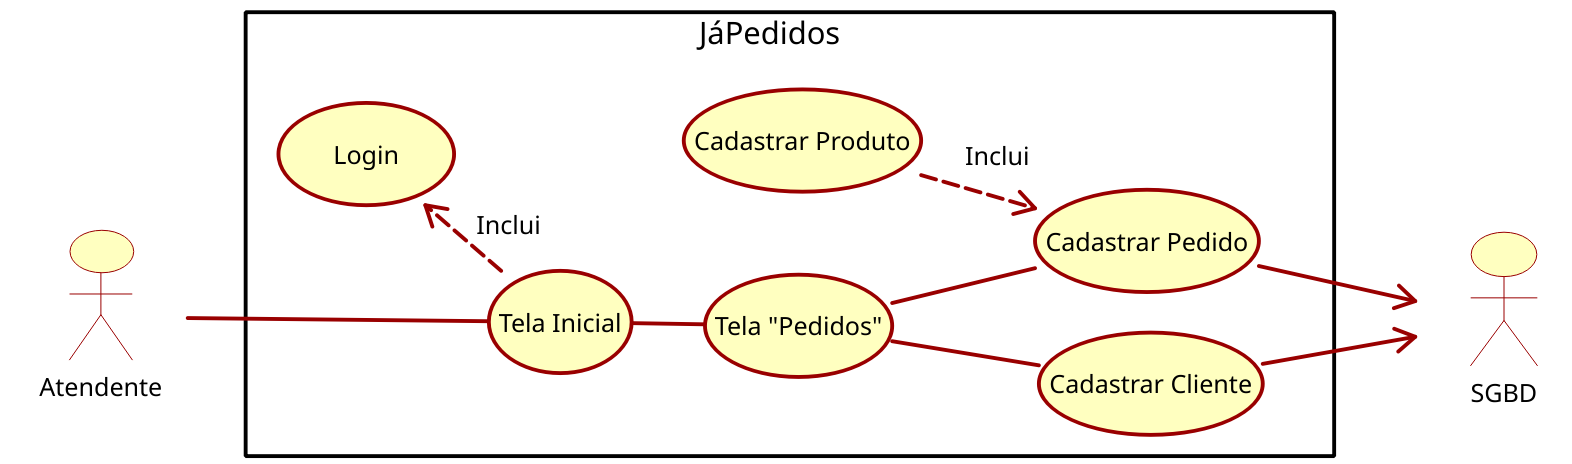 JáPedidos
Login
Cadastrar Produto
Inclui
Inclui
Cadastrar Pedido
Tela Inicial
Tela "Pedidos"
Cadastrar Cliente
Atendente
SGBD